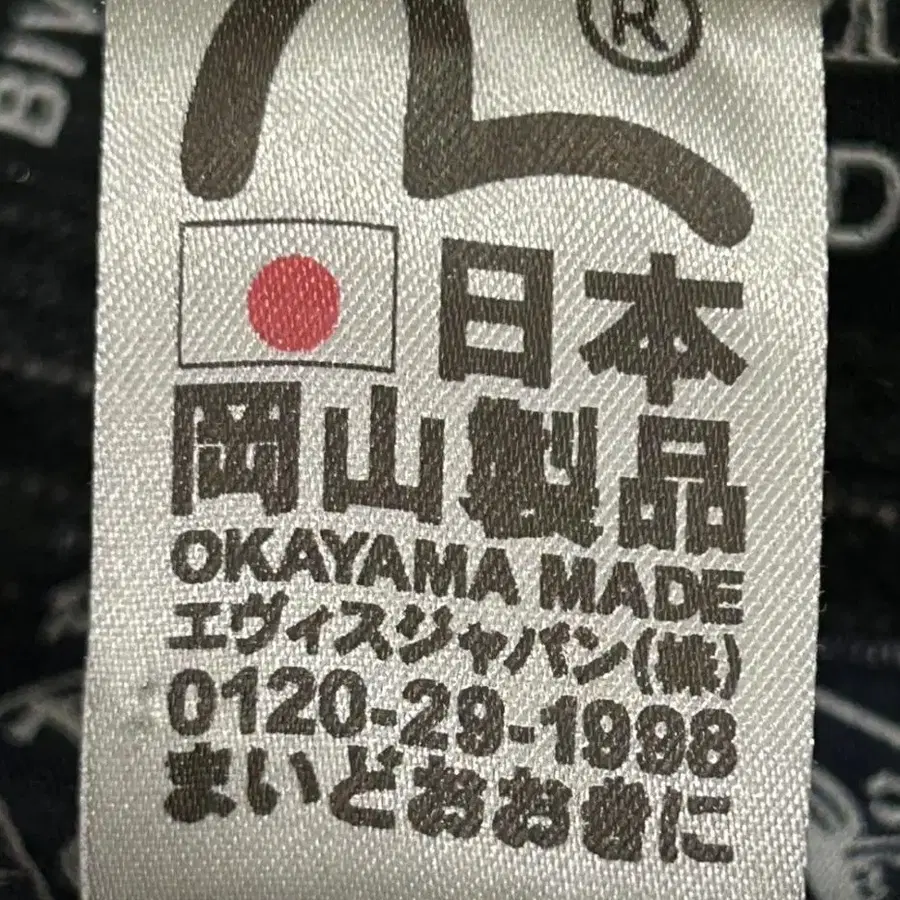 ®
日本
岡山製品
OKAYAMA MADE
エヴィスジャパン(株)
0120-29-1998
まいどおおきに